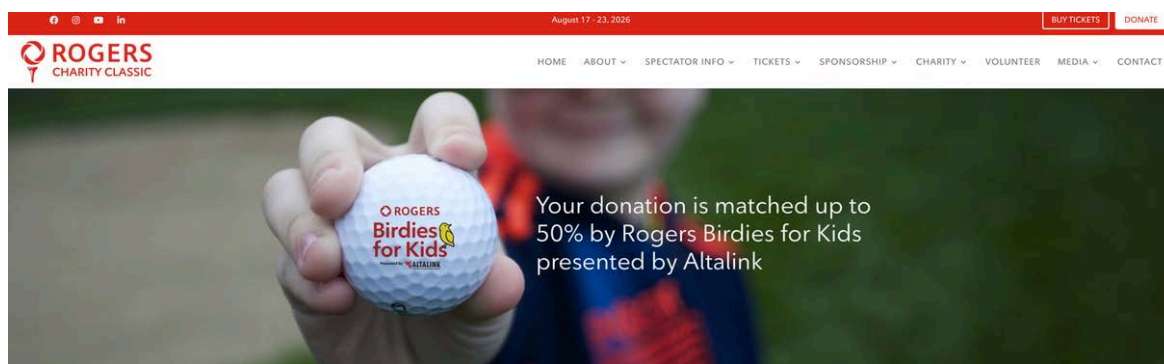 August 17 - 23, 2026
BUY TICKETS
DONATE
ROGERS
CHARITY CLASSIC
HOME ABOUT SPECTATOR INFO TICKETS SPONSORSHIP CHARITY VOLUNTEER MEDIA CONTACT
ROGERS
Birdies
for Kids
Presented by ALTALINK
Your donation is matched up to
50% by Rogers Birdies for Kids
presented by Altalink